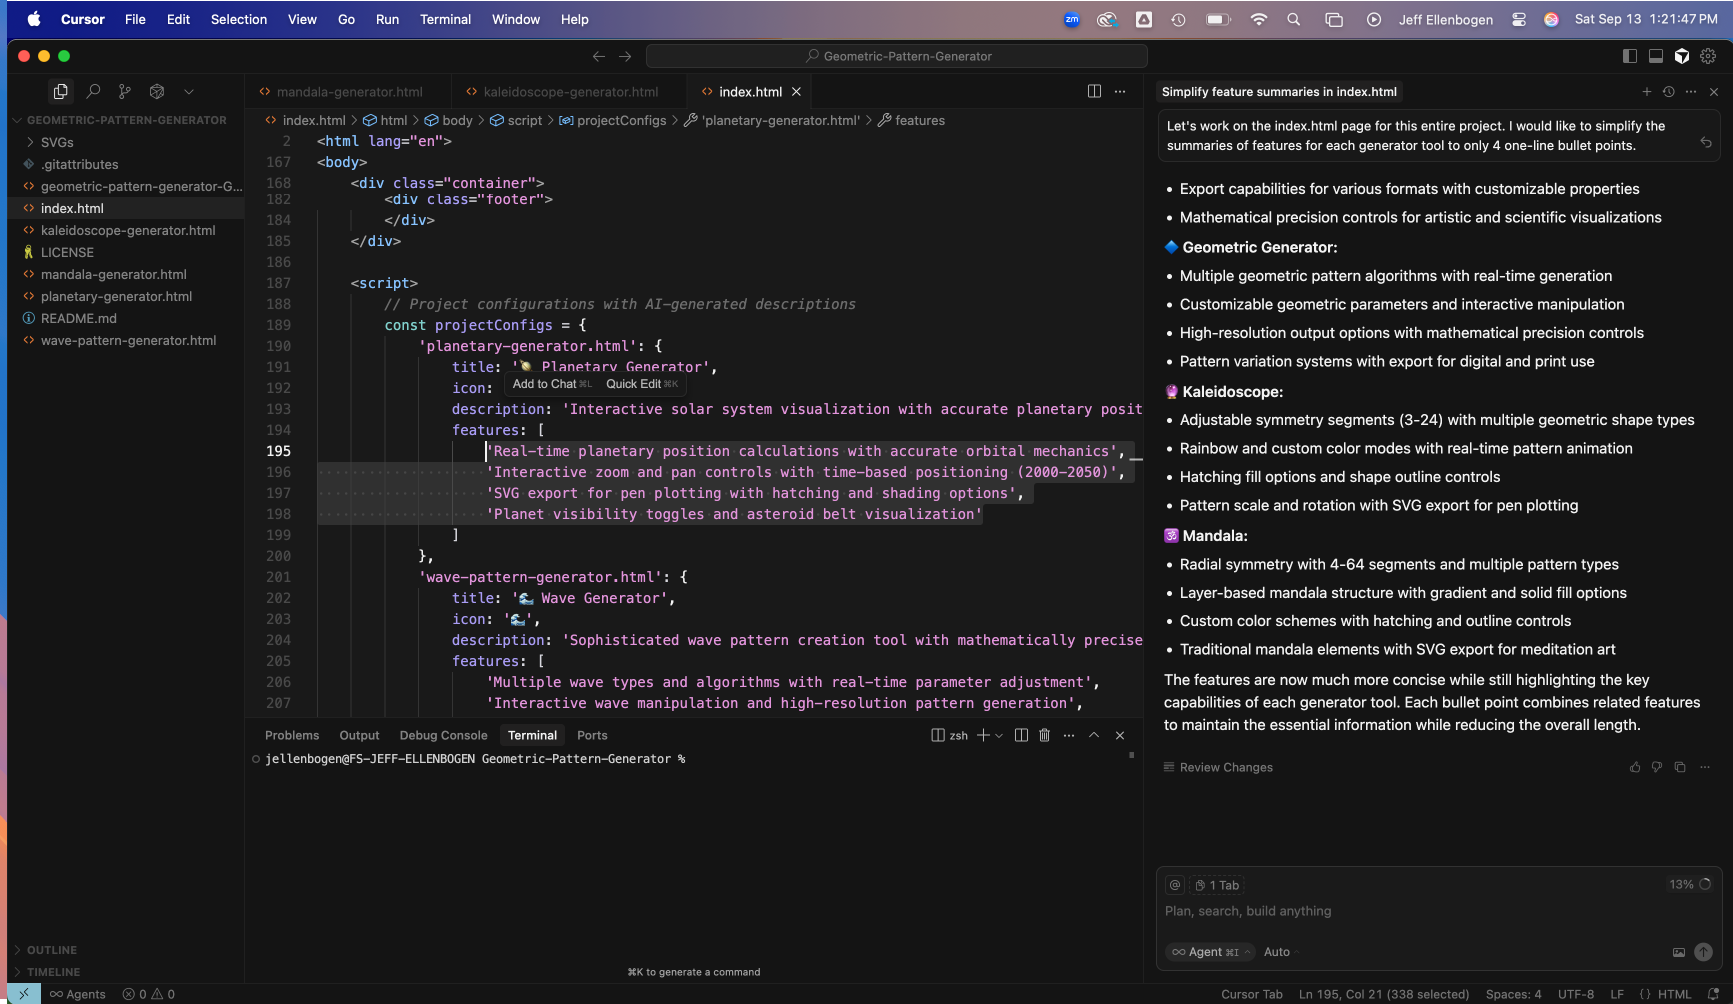 Cursor File Edit Selection View Go Run Terminal Window Help
zm
Jeff Ellenbogen Sat Sep 13 1:21:47 PM
Geometric-Pattern-Generator
mandala-generator.html kaleidoscope-generator.html index.html
index.html > html > body > script > projectConfigs > 'planetary-generator.html' > features
GEOMETRIC-PATTERN-GENERATOR
SVGs
.gitattributes
geometric-pattern-generator-G...
index.html
kaleidoscope-generator.html
LICENSE
mandala-generator.html
planetary-generator.html
README.md
wave-pattern-generator.html
OUTLINE
TIMELINE
2 <html lang="en">
167 <body>
168 <div class="container">
182 <div class="footer">
184 </div>
185 </div>
186
187 <script>
188 // Project configurations with AI-generated descriptions
189 const projectConfigs = {
190 'planetary-generator.html': {
191 title: '🪐 Planetary Generator',
192 icon:
Add to Chat⌘L Quick Edit⌘K
193 description: 'Interactive solar system visualization with accurate planetary posit
194 features: [
195 'Real-time planetary position calculations with accurate orbital mechanics',
196 'Interactive zoom and pan controls with time-based positioning (2000-2050)',
197 'SVG export for pen plotting with hatching and shading options',
198 'Planet visibility toggles and asteroid belt visualization'
199 ]
200 },
201 'wave-pattern-generator.html': {
202 title: '🌊 Wave Generator',
203 icon: '🌊',
204 description: 'Sophisticated wave pattern creation tool with mathematically precise
205 features: [
206 'Multiple wave types and algorithms with real-time parameter adjustment',
207 'Interactive wave manipulation and high-resolution pattern generation',
Problems Output Debug Console Terminal Ports
zsh
jellenbogen@FS-JEFF-ELLENBOGEN Geometric-Pattern-Generator %
⌘K to generate a command
Simplify feature summaries in index.html
Let's work on the index.html page for this entire project. I would like to simplify the
summaries of features for each generator tool to only 4 one-line bullet points.
• Export capabilities for various formats with customizable properties
• Mathematical precision controls for artistic and scientific visualizations
🔷 Geometric Generator:
• Multiple geometric pattern algorithms with real-time generation
• Customizable geometric parameters and interactive manipulation
• High-resolution output options with mathematical precision controls
• Pattern variation systems with export for digital and print use
🔮 Kaleidoscope:
• Adjustable symmetry segments (3-24) with multiple geometric shape types
• Rainbow and custom color modes with real-time pattern animation
• Hatching fill options and shape outline controls
• Pattern scale and rotation with SVG export for pen plotting
🕉️ Mandala:
• Radial symmetry with 4-64 segments and multiple pattern types
• Layer-based mandala structure with gradient and solid fill options
• Custom color schemes with hatching and outline controls
• Traditional mandala elements with SVG export for meditation art
The features are now much more concise while still highlighting the key
capabilities of each generator tool. Each bullet point combines related features
to maintain the essential information while reducing the overall length.
Review Changes
@ 1 Tab 13%
Plan, search, build anything
Agent ⌘I Auto
Agents 0 0
Cursor Tab Ln 195, Col 21 (338 selected) Spaces: 4 UTF-8 LF {} HTML